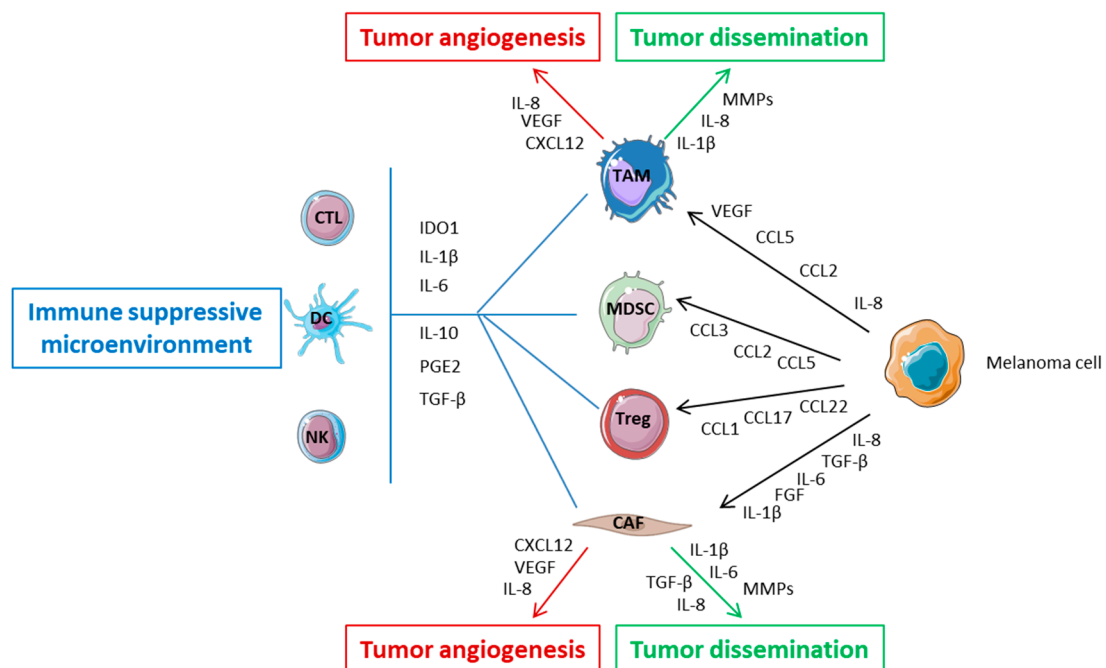 Tumor angiogenesis
Tumor dissemination
IL-8
VEGF
CXCL12
MMPs
IL-8
IL-1β
TAM
CTL
DC
NK
Immune suppressive
microenvironment
IDO1
IL-1β
IL-6
IL-10
PGE2
TGF-β
MDSC
Treg
CAF
VEGF
CCL5
CCL2
IL-8
CCL3
CCL2
CCL5
CCL1
CCL17
CCL22
Melanoma cell
IL-8
TGF-β
IL-6
FGF
IL-1β
CXCL12
VEGF
IL-8
IL-1β
IL-6
TGF-β
MMPs
IL-8
Tumor angiogenesis
Tumor dissemination